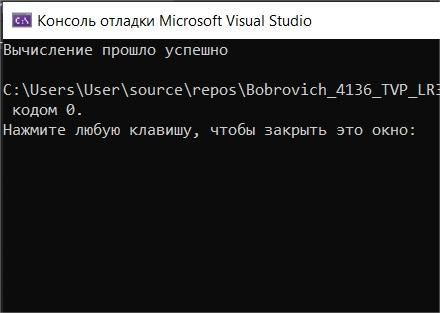 Консоль отладки Microsoft Visual Studio
Вычисление прошло успешно
C:\Users\User\source\repos\Bobrovich_4136_TVP_LR3
кодом 0.
Нажмите любую клавишу, чтобы закрыть это окно: